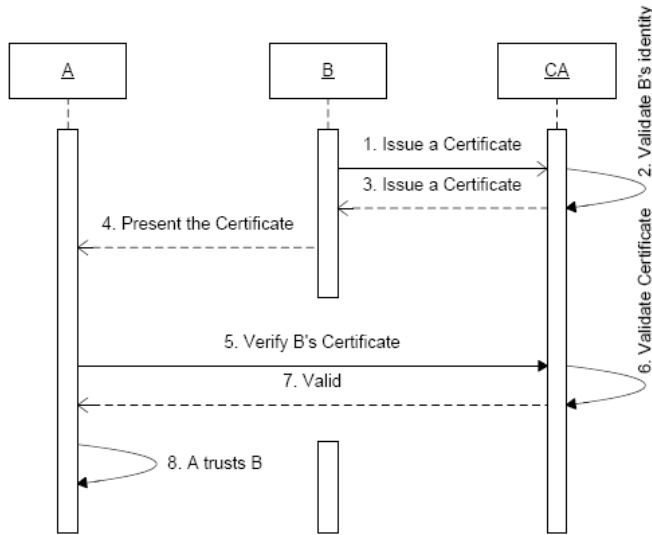 A
B
CA
1. Issue a Certificate
2. Validate B's identity
3. Issue a Certificate
4. Present the Certificate
5. Verify B's Certificate
6. Validate Certificate
7. Valid
8. A trusts B